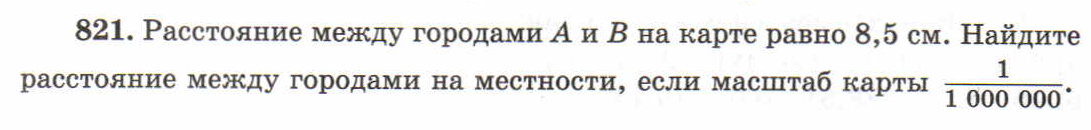 821. Расстояние между городами A и B на карте равно 8,5 см. Найдите
расстояние между городами на местности, если масштаб карты 1/1 000 000.